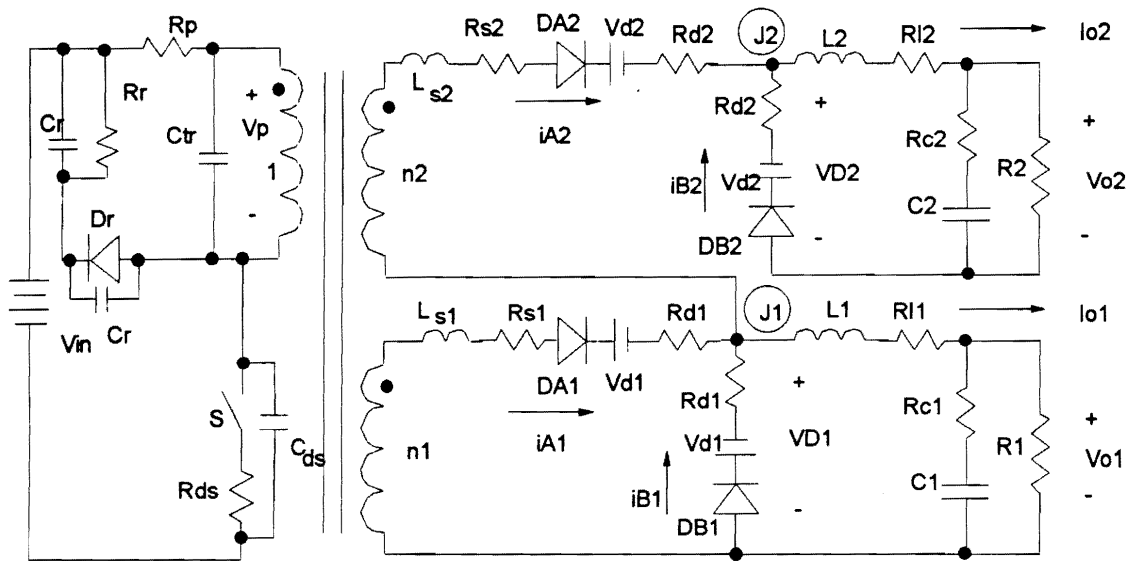 Rp
Rr
Cr
+
Vp
Ctr
1
-
Dr
Vin
Cr
S
Cds
Rds
Rs2
DA2
Vd2
Rd2
J2
L2
Rl2
Io2
Ls2
iA2
n2
Rd2
+
iB2
Vd2
VD2
DB2
-
Rc2
C2
R2
+
Vo2
-
Ls1
Rs1
Rd1
J1
L1
Rl1
Io1
DA1
Vd1
iA1
n1
Rd1
+
Vd1
VD1
iB1
DB1
-
Rc1
C1
R1
+
Vo1
-